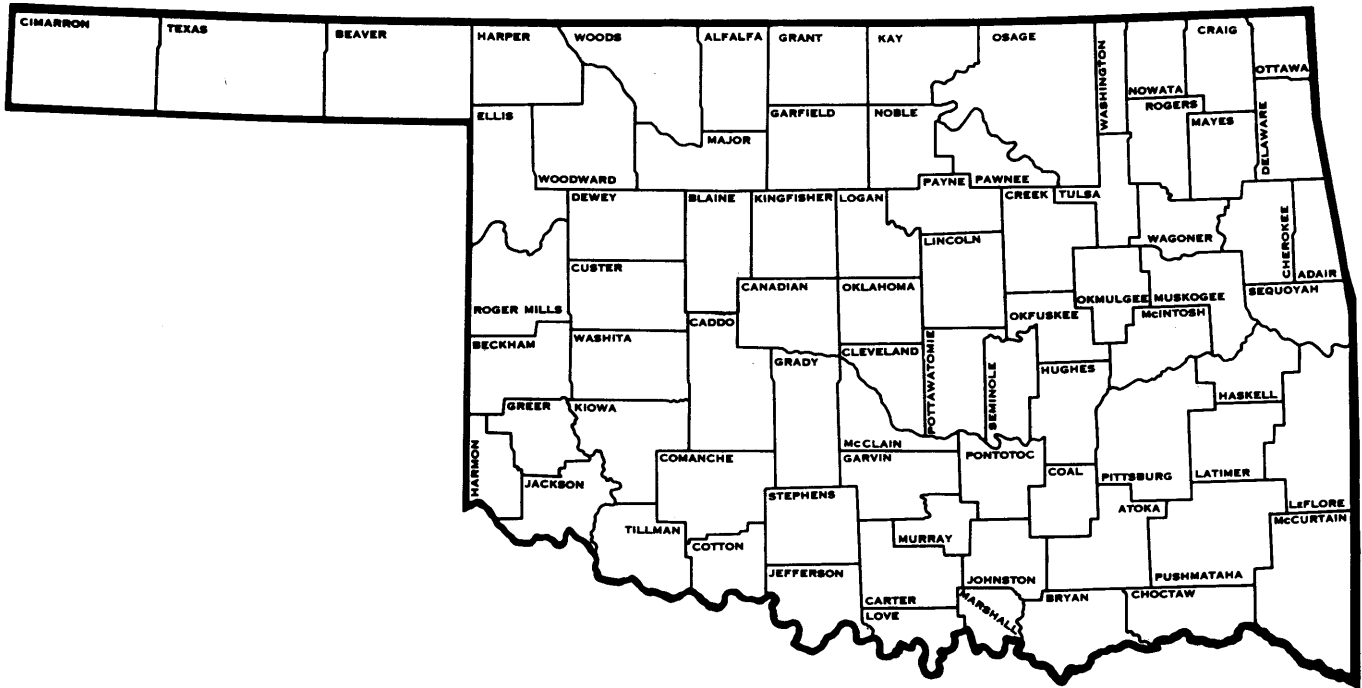 CIMARRON
TEXAS
BEAVER
HARPER
WOODS
ALFALFA
GRANT
KAY
OSAGE
WASHINGTON
NOWATA
CRAIG
OTTAWA
ELLIS
WOODWARD
MAJOR
GARFIELD
NOBLE
PAYNE
PAWNEE
ROGERS
MAYES
DELAWARE
DEWEY
BLAINE
KINGFISHER
LOGAN
CREEK
TULSA
LINCOLN
WAGONER
CHEROKEE
ADAIR
CUSTER
CANADIAN
OKLAHOMA
OKMULGEE
MUSKOGEE
SEQUOYAH
ROGER MILLS
CADDO
OKFUSKEE
McINTOSH
BECKHAM
WASHITA
GRADY
CLEVELAND
POTTAWATOMIE
SEMINOLE
HUGHES
HASKELL
GREER
KIOWA
HARMON
JACKSON
COMANCHE
McCLAIN
GARVIN
PONTOTOC
COAL
PITTSBURG
LATIMER
LeFLORE
McCURTAIN
STEPHENS
ATOKA
TILLMAN
COTTON
MURRAY
JEFFERSON
JOHNSTON
PUSHMATAHA
CARTER
LOVE
MARSHALL
BRYAN
CHOCTAW